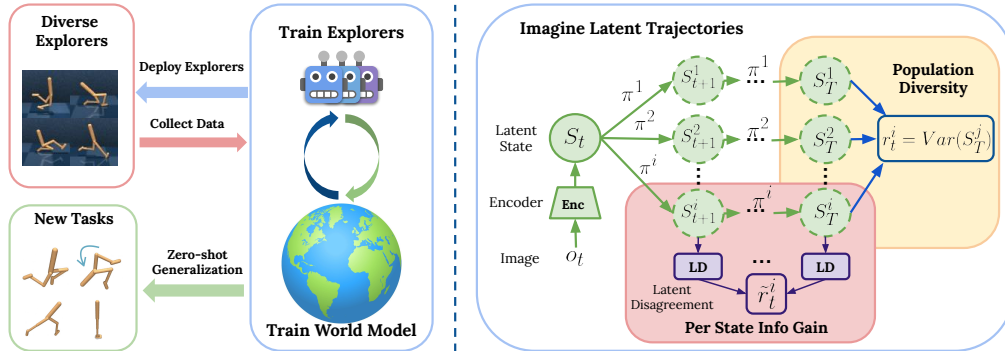 Diverse
Explorers
Deploy Explorers
Collect Data
Train Explorers
New Tasks
Zero-shot
Generalization
Train World Model
Imagine Latent Trajectories
Latent
State
Encoder
Image
S_t
Enc
o_t
π^1
π^2
π^i
S^1_{t+1}
π^1
...
S^1_T
S^2_{t+1}
π^2
...
S^2_T
S^i_{t+1}
π^i
...
S^i_T
Population
Diversity
r^i_t = Var(S^j_T)
LD
...
LD
Latent
Disagreement
r̃^i_t
Per State Info Gain